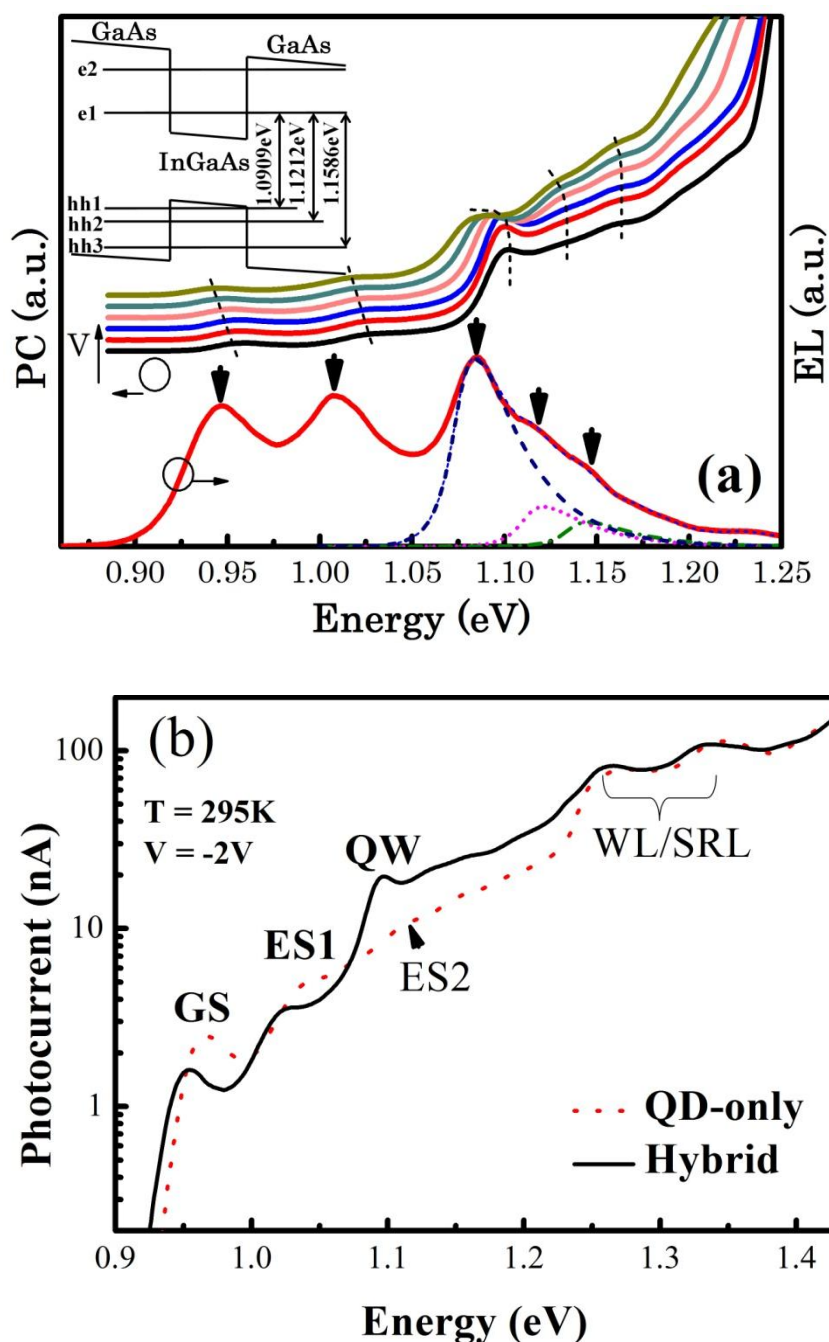 GaAs
GaAs
e2
e1
1.0909eV
1.1212eV
1.1586eV
InGaAs
hh1
hh2
hh3
PC (a.u.)
EL (a.u.)
V
(a)
0.90 0.95 1.00 1.05 1.10 1.15 1.20 1.25
Energy (eV)
(b)
100
10
1
T = 295K
V = -2V
WL/SRL
QW
ES1
ES2
GS
Photocurrent (nA)
QD-only
Hybrid
0.9 1.0 1.1 1.2 1.3 1.4
Energy (eV)